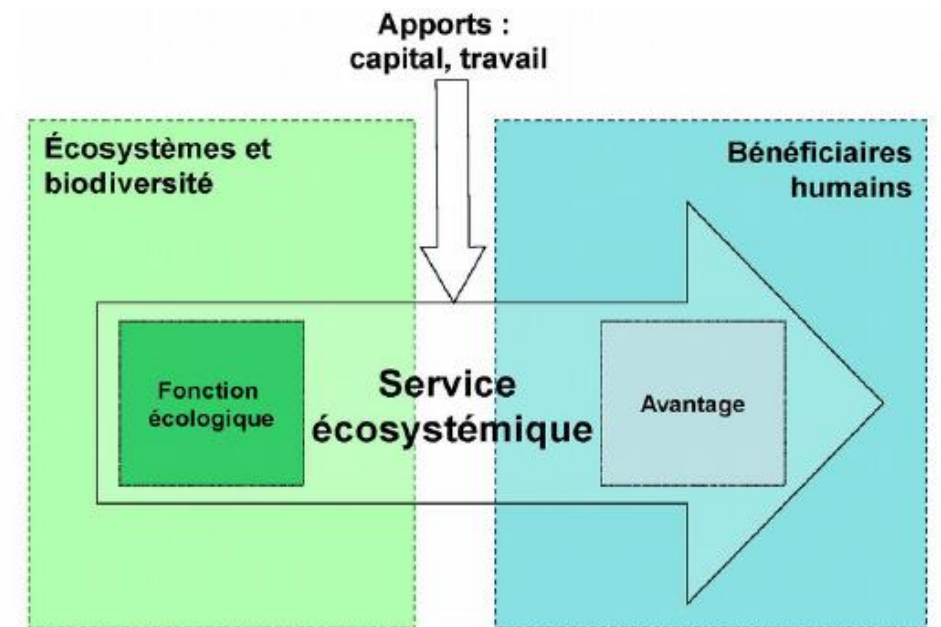 Apports :
capital, travail
Écosystèmes et
biodiversité
Bénéficiaires
humains
Fonction
écologique
Service
écosystémique
Avantage